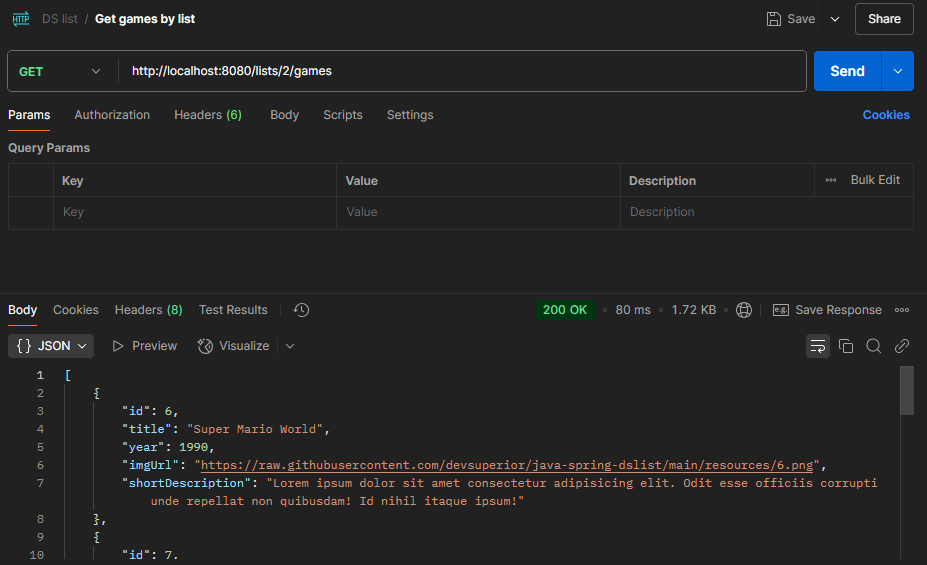 HTTP DS list / Get games by list Save Share
GET http://localhost:8080/lists/2/games Send
Params Authorization Headers (6) Body Scripts Settings Cookies
Query Params
Key Value Description ••• Bulk Edit
Key Value Description
Body Cookies Headers (8) Test Results 200 OK • 80 ms • 1.72 KB • e.g. Save Response •••
{} JSON Preview Visualize
1 [
2 {
3 "id": 6,
4 "title": "Super Mario World",
5 "year": 1990,
6 "imgUrl": "https://raw.githubusercontent.com/devsuperior/java-spring-dslist/main/resources/6.png",
7 "shortDescription": "Lorem ipsum dolor sit amet consectetur adipisicing elit. Odit esse officiis corrupti
unde repellat non quibusdam! Id nihil itaque ipsum!"
8 },
9 {
10 "id": 7,